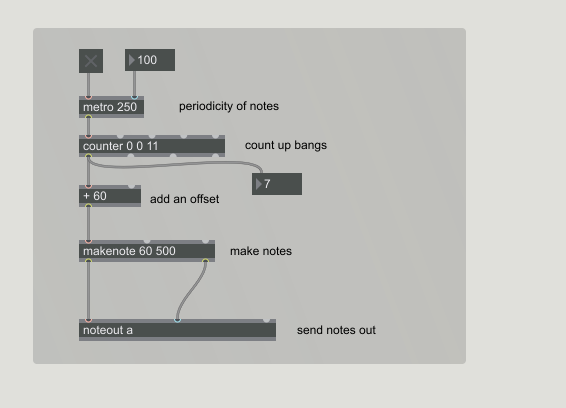 100
metro 250
periodicity of notes
counter 0 0 11
count up bangs
7
+ 60
add an offset
makenote 60 500
make notes
noteout a
send notes out